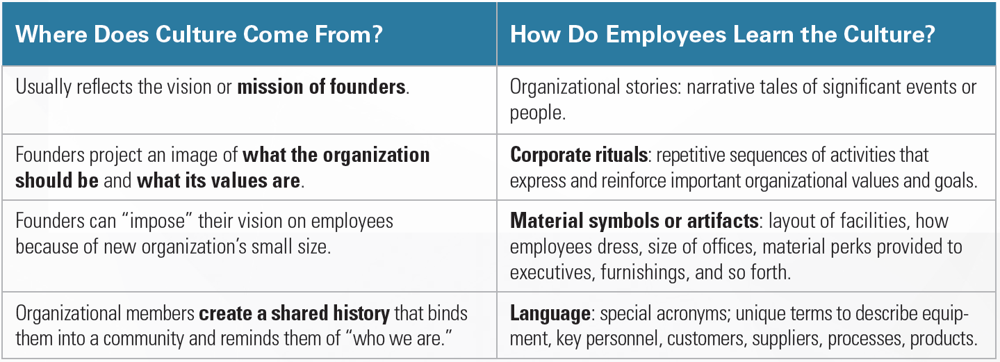 Where Does Culture Come From?
How Do Employees Learn the Culture?
Usually reflects the vision or mission of founders.
Organizational stories: narrative tales of significant events or
people.
Founders project an image of what the organization
should be and what its values are.
Corporate rituals: repetitive sequences of activities that
express and reinforce important organizational values and goals.
Founders can “impose” their vision on employees
because of new organization’s small size.
Material symbols or artifacts: layout of facilities, how
employees dress, size of offices, material perks provided to
executives, furnishings, and so forth.
Organizational members create a shared history that binds
them into a community and reminds them of “who we are.”
Language: special acronyms; unique terms to describe equip-
ment, key personnel, customers, suppliers, processes, products.